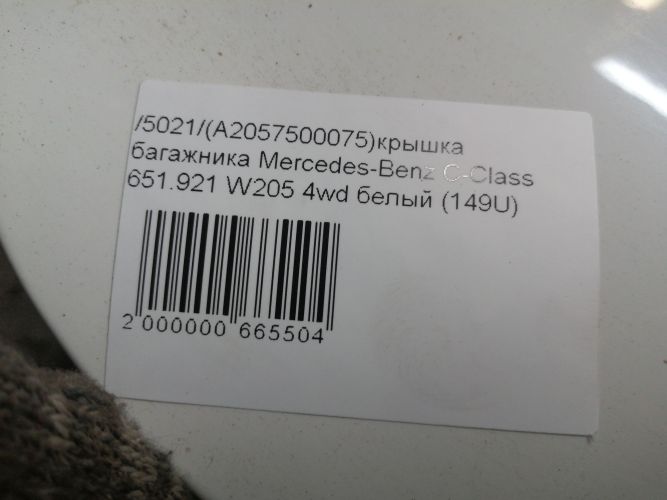 /5021/(A2057500075)крышка
багажника Mercedes-Benz C-Class
651.921 W205 4wd белый (149U)
2 000000 665504